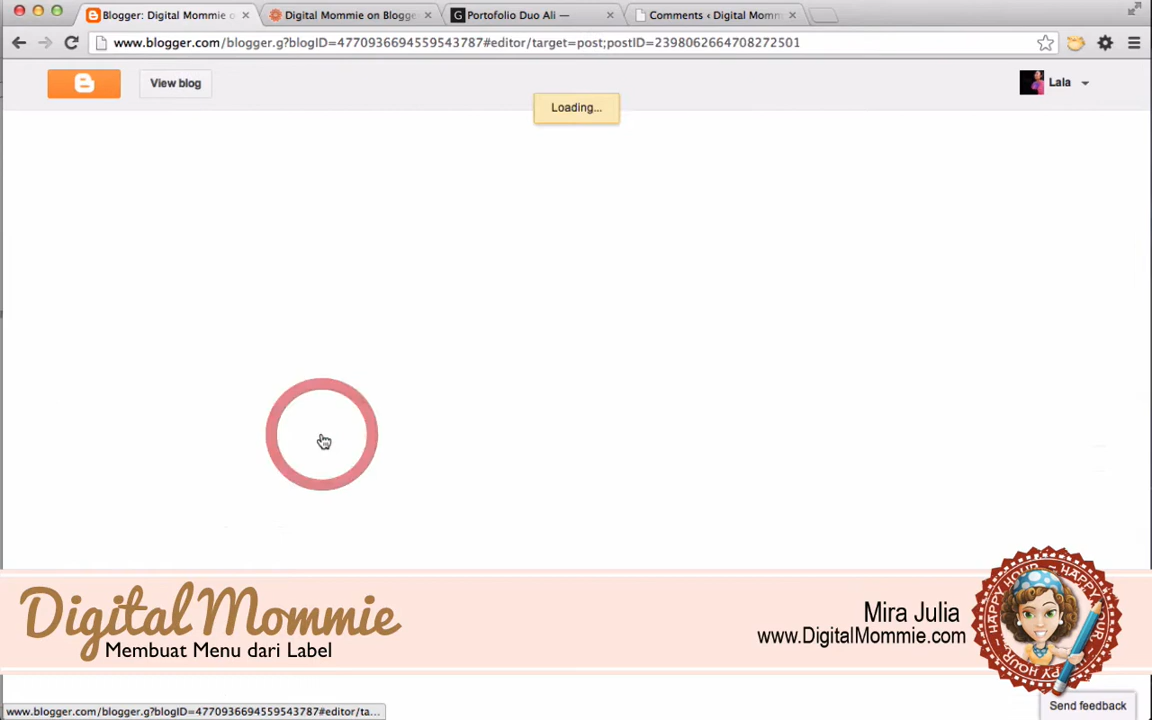 Blogger: Digital Mommie o
Digital Mommie on Blogge
Portofolio Duo Ali —
Comments ‹ Digital Momm
www.blogger.com/blogger.g?blogID=4770936694559543787#editor/target=post;postID=2398062664708272501
View blog
Loading...
Lala
Digital Mommie
Membuat Menu dari Label
Mira Julia
www.DigitalMommie.com
HAPPY HOUR ~ HAPPY HOUR
www.blogger.com/blogger.g?blogID=4770936694559543787#editor/ta...
Send feedback